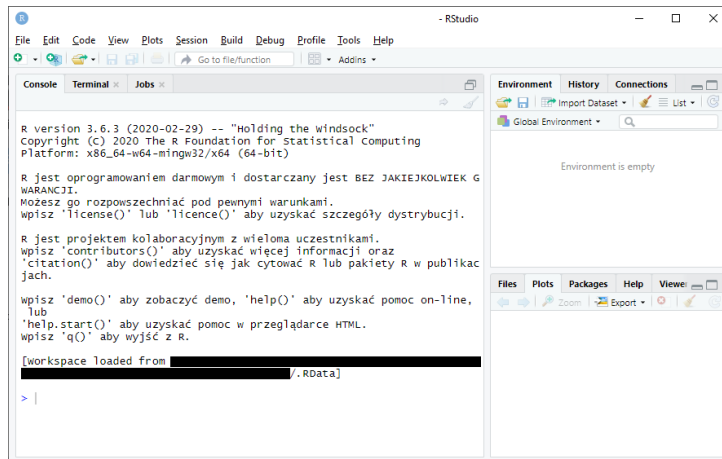 R
- RStudio
File Edit Code View Plots Session Build Debug Profile Tools Help
Go to file/function Addins
Console Terminal × Jobs ×
R version 3.6.3 (2020-02-29) -- "Holding the Windsock"
Copyright (C) 2020 The R Foundation for Statistical Computing
Platform: x86_64-w64-mingw32/x64 (64-bit)
R jest oprogramowaniem darmowym i dostarczany jest BEZ JAKIEJKOLWIEK G
WARANCJI.
Możesz go rozpowszechniać pod pewnymi warunkami.
Wpisz 'license()' lub 'licence()' aby uzyskać szczegóły dystrybucji.
R jest projektem kolaboracyjnym z wieloma uczestnikami.
Wpisz 'contributors()' aby uzyskać więcej informacji oraz
'citation()' aby dowiedzieć się jak cytować R lub pakiety R w publikac
jach.
Wpisz 'demo()' aby zobaczyć demo, 'help()' aby uzyskać pomoc on-line,
lub
'help.start()' aby uzyskać pomoc w przeglądarce HTML.
Wpisz 'q()' aby wyjść z R.
[Workspace loaded from
/.RData]
>
Environment History Connections
Import Dataset List
Global Environment
Environment is empty
Files Plots Packages Help Viewer
Zoom Export